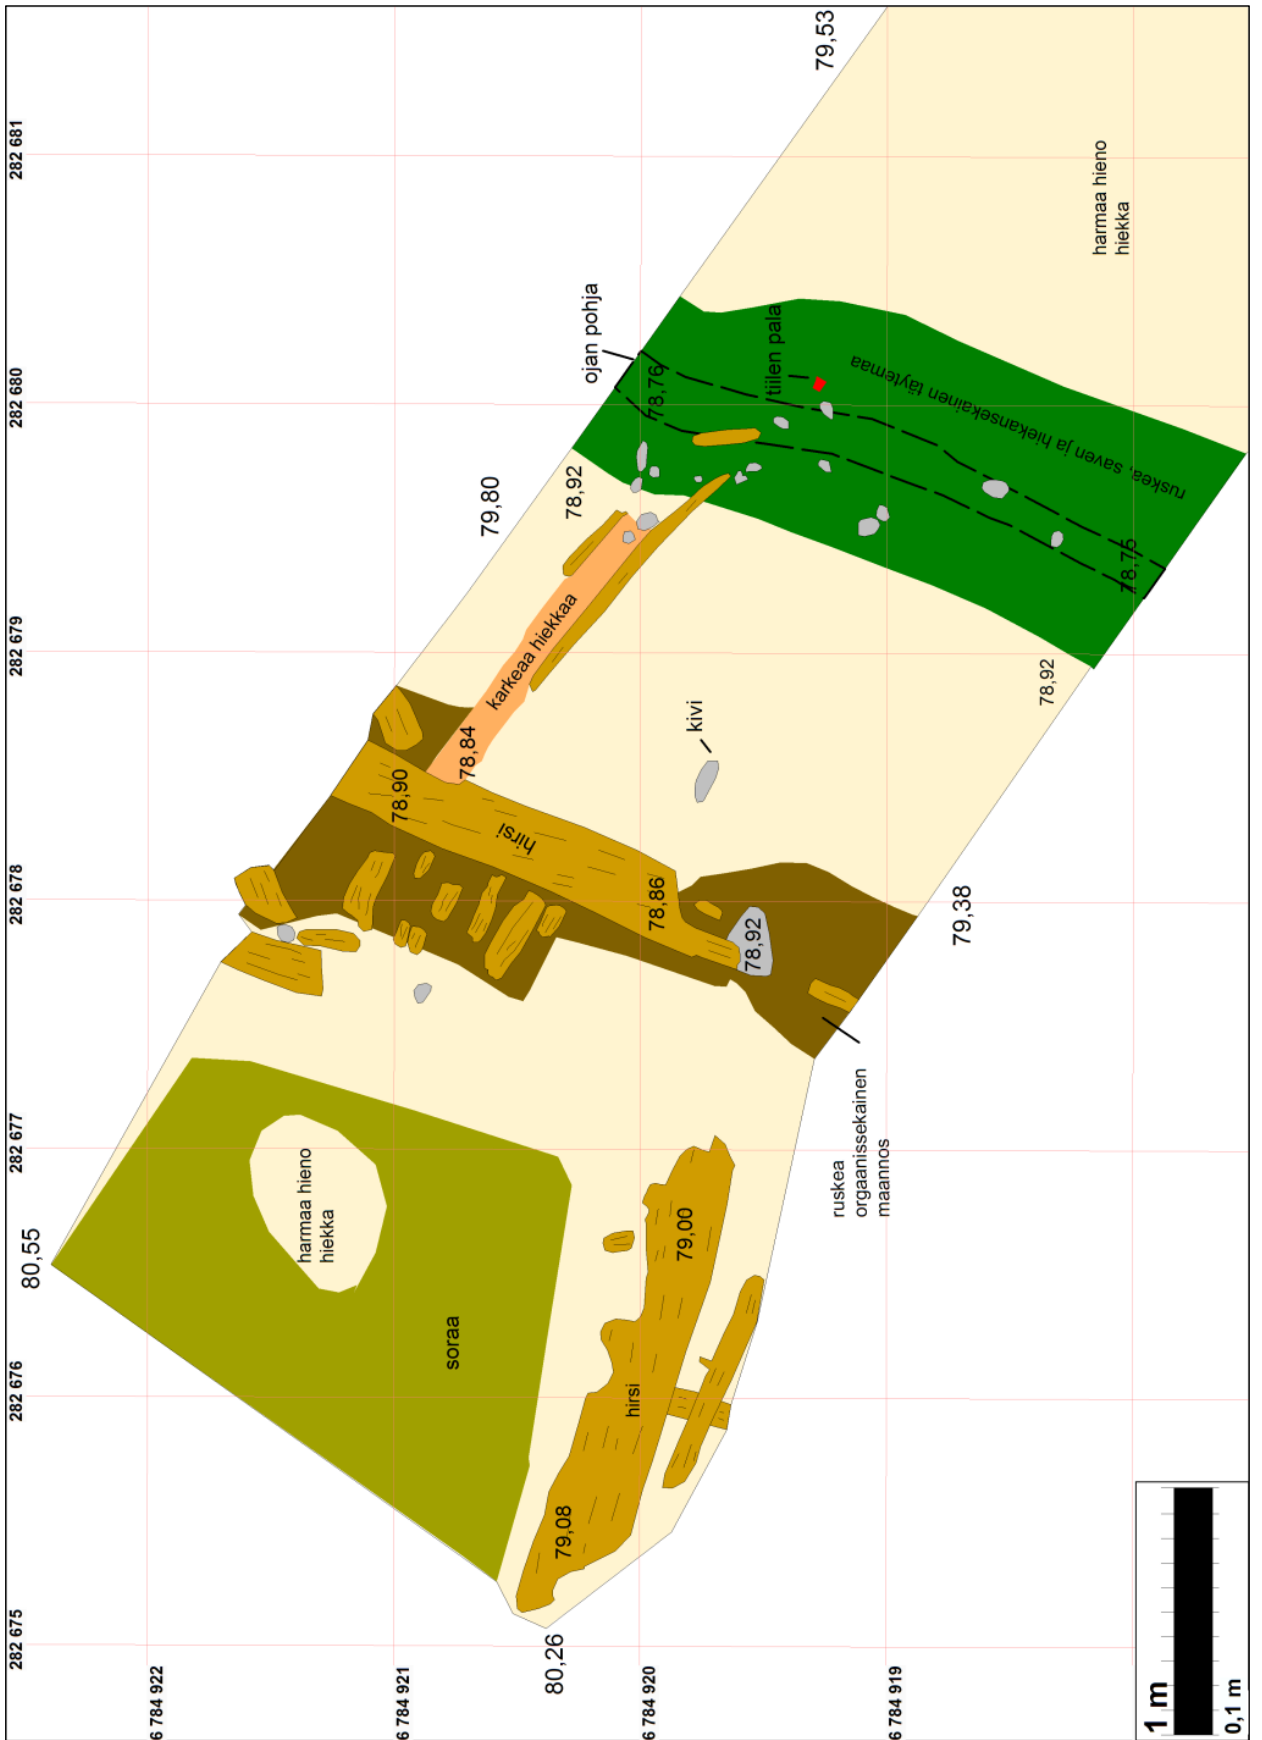 282 675
282 676
282 677
282 678
282 679
282 680
282 681
6 784 922
6 784 921
6 784 920
6 784 919
80,55
80,26
79,80
79,53
79,38
harmaa hieno
hiekka
soraa
hirsi
79,08
79,00
hirsi
78,90
78,86
78,92
78,84
karkeaa hiekkaa
78,92
kivi
78,92
ruskea
orgaanissekainen
maannos
ojan pohja
78,76
tiilen pala
ruskea, saven ja hiekansekainen täytemaa
78,75
harmaa hieno
hiekka
1 m
0,1 m